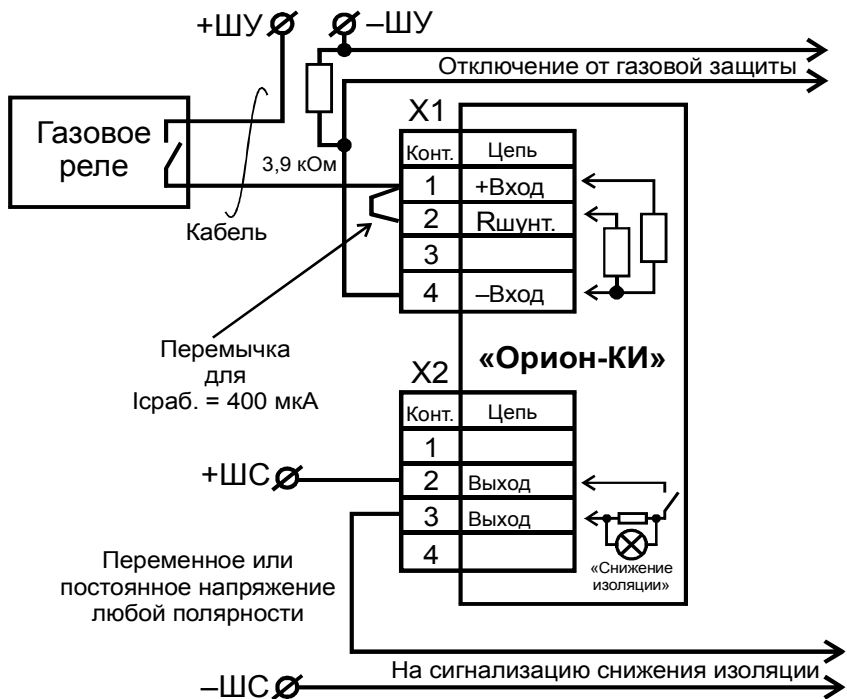 +ШУ
–ШУ
Отключение от газовой защиты
Газовое
реле
3,9 кОм
Кабель
X1
Конт. Цепь
1 +Вход
2 Rшунт.
3
4 –Вход
Перемычка
для
Iсраб. = 400 мкА
«Орион-КИ»
X2
Конт. Цепь
1
2 Выход
3 Выход
4
+ШС
«Снижение
изоляции»
Переменное или
постоянное напряжение
любой полярности
На сигнализацию снижения изоляции
–ШС